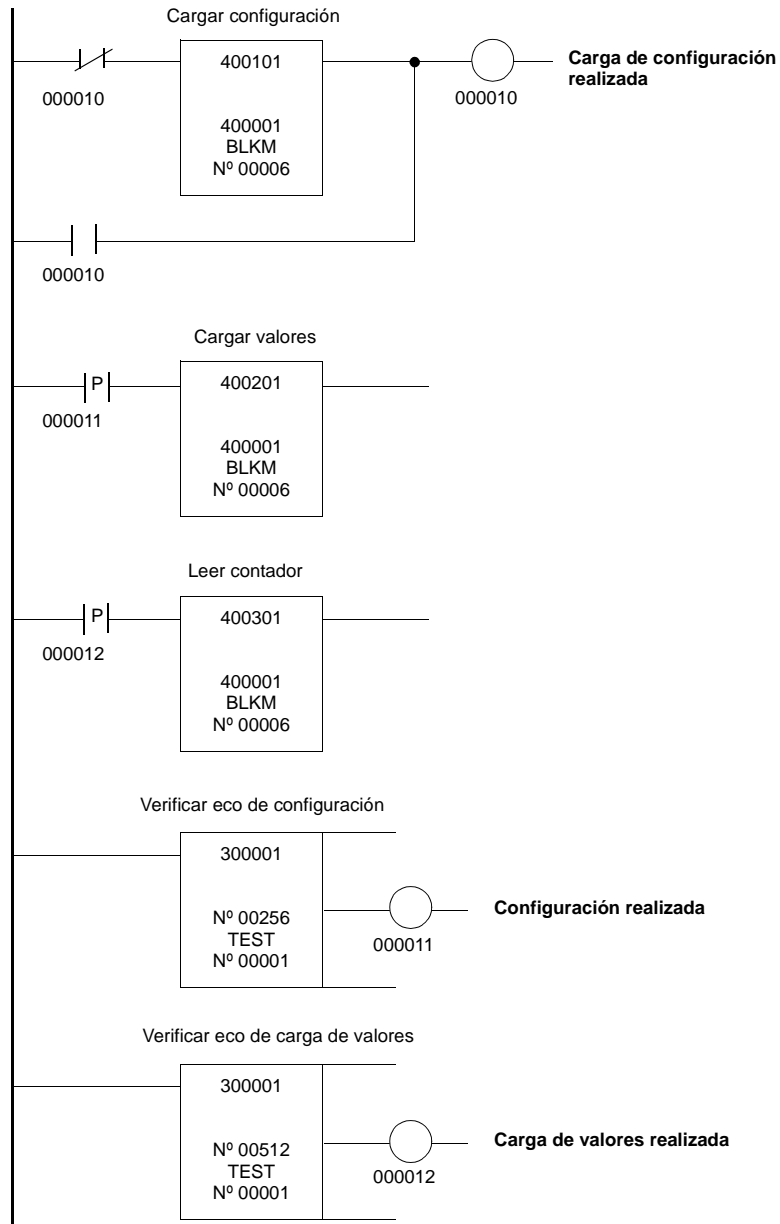 Cargar configuración
400101
400001
BLKM
Nº 00006
000010
000010
Carga de configuración
realizada
000010
Cargar valores
P
400201
400001
BLKM
Nº 00006
000011
Leer contador
P
400301
400001
BLKM
Nº 00006
000012
Verificar eco de configuración
300001
Nº 00256
TEST
Nº 00001
000011
Configuración realizada
Verificar eco de carga de valores
300001
Nº 00512
TEST
Nº 00001
000012
Carga de valores realizada